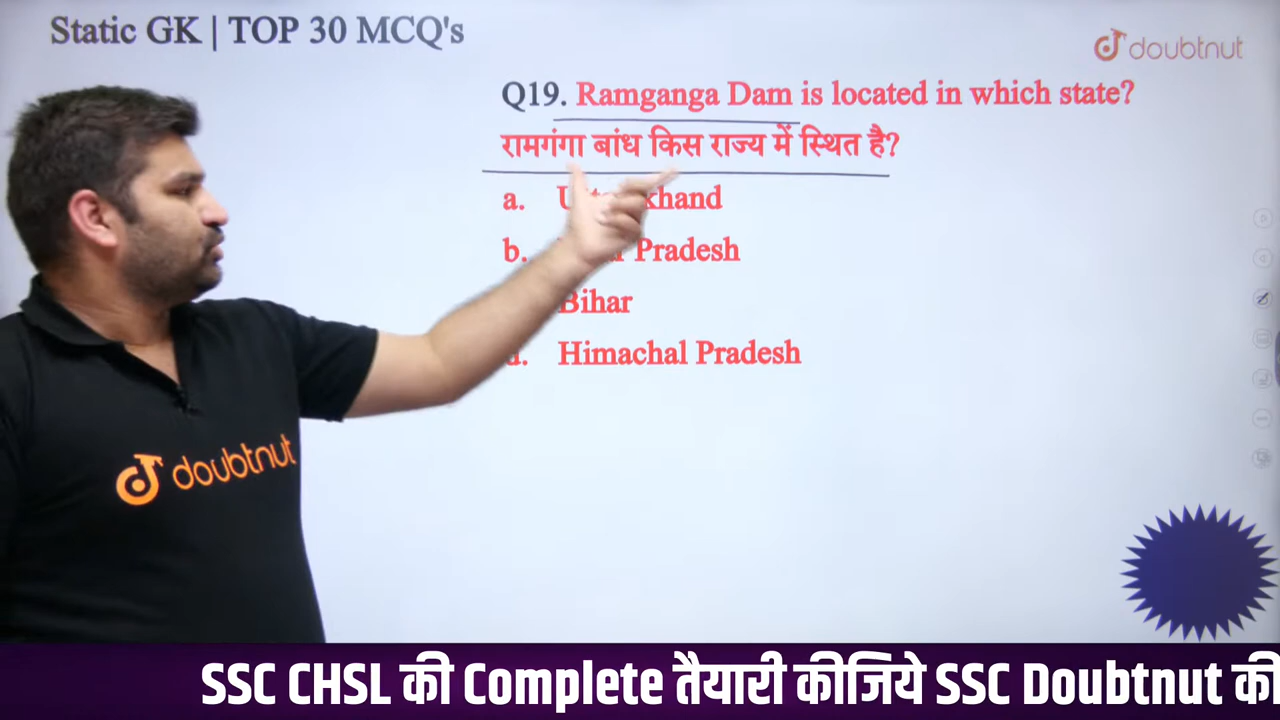 Static GK | TOP 30 MCQ's
doubtnut
Q19. Ramganga Dam is located in which state?
रामगंगा बांध किस राज्य में स्थित है?
a. khand
b. Pradesh
Bihar
Himachal Pradesh
doubtnut
SSC CHSL की Complete तैयारी कीजिये SSC Doubtnut की